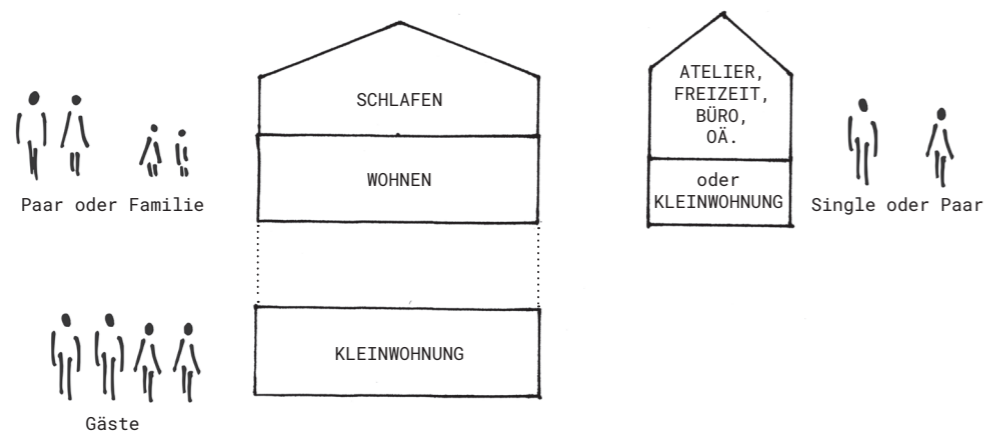 SCHLAFEN
WOHNEN
Paar oder Familie
KLEINWOHNUNG
Gäste
ATELIER,
FREIZEIT,
BÜRO,
OÄ.
oder
KLEINWOHNUNG
Single oder Paar